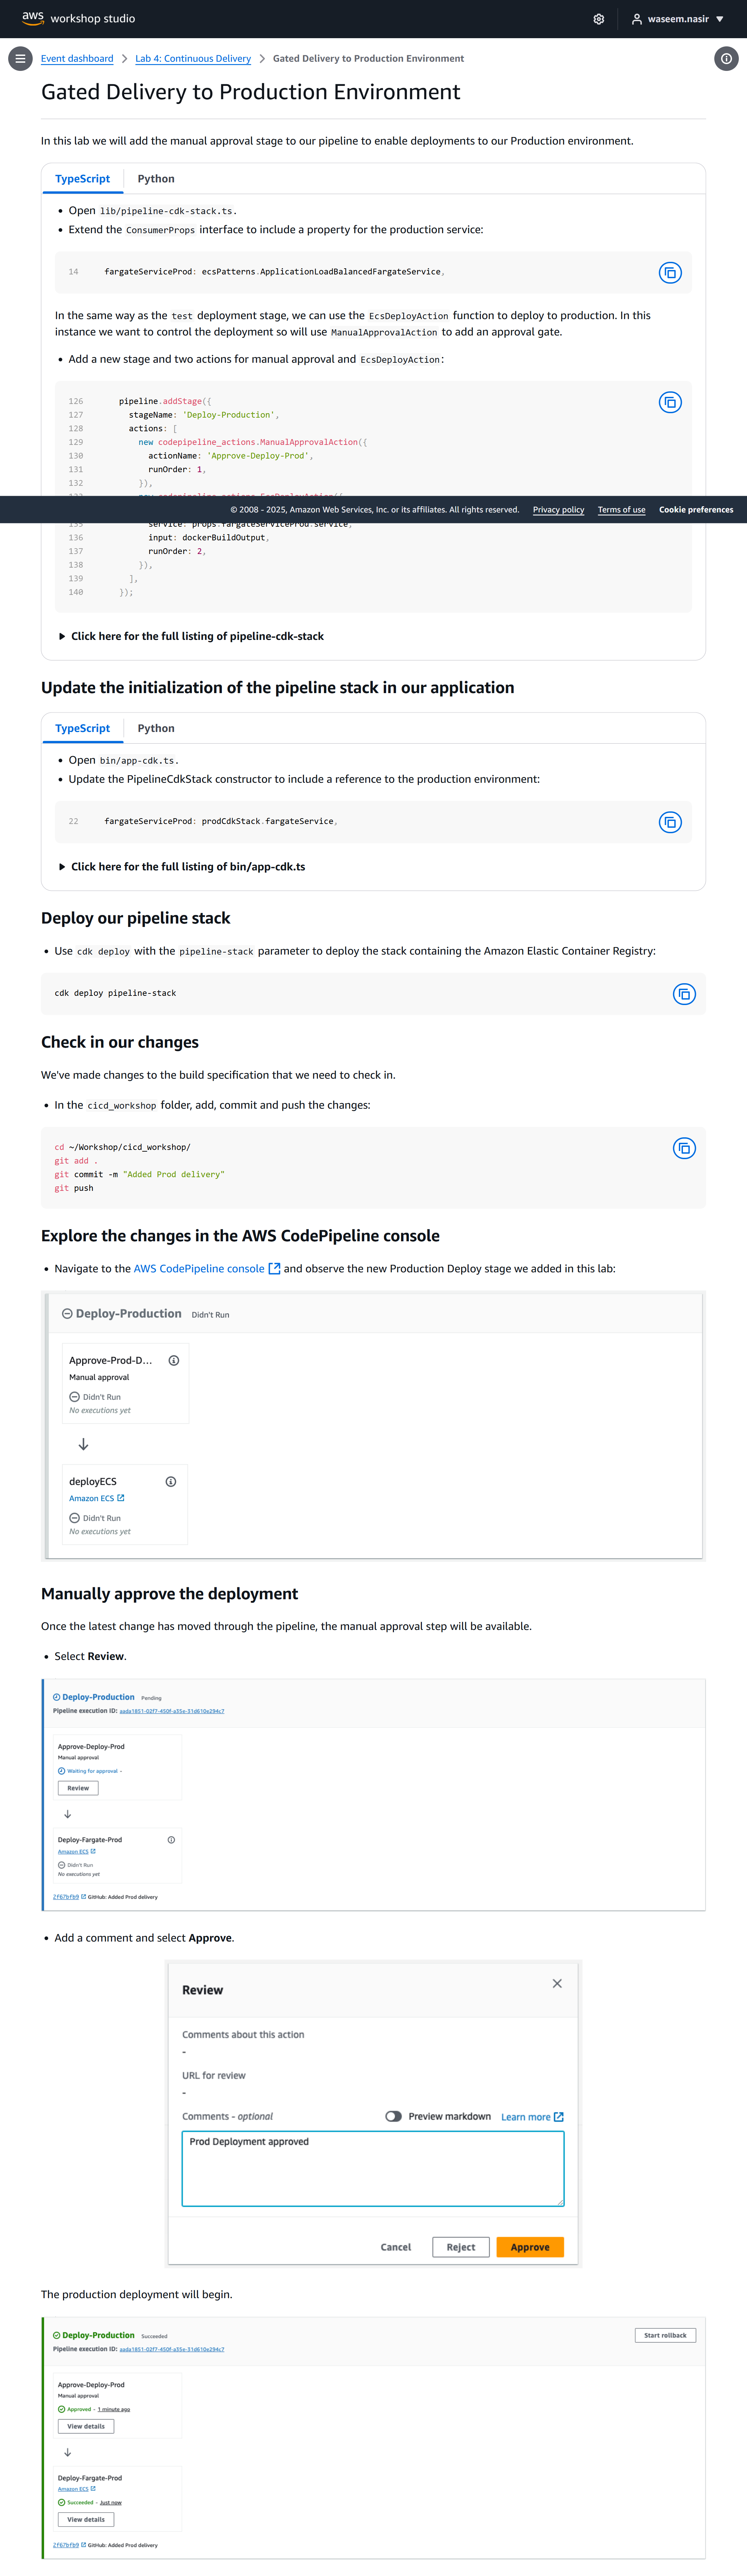 aws workshop studio
waseem.nasir
Event dashboard
Lab 4: Continuous Delivery
Gated Delivery to Production Environment
Gated Delivery to Production Environment
In this lab we will add the manual approval stage to our pipeline to enable deployments to our Production environment.
TypeScript
Python
Open lib/pipeline-cdk-stack.ts.
Extend the ConsumerProps interface to include a property for the production service:
14 fargateServiceProd: ecsPatterns.ApplicationLoadBalancedFargateService,
In the same way as the test deployment stage, we can use the EcsDeployAction function to deploy to production. In this
instance we want to control the deployment so will use ManualApprovalAction to add an approval gate.
Add a new stage and two actions for manual approval and EcsDeployAction:
126 pipeline.addStage({
127 stageName: 'Deploy-Production',
128 actions: [
129 new codepipeline_actions.ManualApprovalAction({
130 actionName: 'Approve-Deploy-Prod',
131 runOrder: 1,
132 }),
© 2008 - 2025, Amazon Web Services, Inc. or its affiliates. All rights reserved.
Privacy policy
Terms of use
Cookie preferences
135 service: props.fargateServiceProd.service,
136 input: dockerBuildOutput,
137 runOrder: 2,
138 }),
139 ],
140 });
Click here for the full listing of pipeline-cdk-stack
Update the initialization of the pipeline stack in our application
TypeScript
Python
Open bin/app-cdk.ts.
Update the PipelineCdkStack constructor to include a reference to the production environment:
22 fargateServiceProd: prodCdkStack.fargateService,
Click here for the full listing of bin/app-cdk.ts
Deploy our pipeline stack
Use cdk deploy with the pipeline-stack parameter to deploy the stack containing the Amazon Elastic Container Registry:
cdk deploy pipeline-stack
Check in our changes
We've made changes to the build specification that we need to check in.
In the cicd_workshop folder, add, commit and push the changes:
cd ~/Workshop/cicd_workshop/
git add .
git commit -m "Added Prod delivery"
git push
Explore the changes in the AWS CodePipeline console
Navigate to the AWS CodePipeline console and observe the new Production Deploy stage we added in this lab:
Deploy-Production Didn't Run
Approve-Prod-D...
Manual approval
Didn't Run
No executions yet
deployECS
Amazon ECS
Didn't Run
No executions yet
Manually approve the deployment
Once the latest change has moved through the pipeline, the manual approval step will be available.
Select Review.
Deploy-Production Pending
Pipeline execution ID: aada1851-02f7-450f-a35e-31d610e294c7
Approve-Deploy-Prod
Manual approval
Waiting for approval -
Review
Deploy-Fargate-Prod
Amazon ECS
Didn't Run
No executions yet
2f67bfb9 GitHub: Added Prod delivery
Add a comment and select Approve.
Review
Comments about this action
-
URL for review
-
Comments - optional
Preview markdown
Learn more
Prod Deployment approved
Cancel
Reject
Approve
The production deployment will begin.
Deploy-Production Succeeded
Start rollback
Pipeline execution ID: aada1851-02f7-450f-a35e-31d610e294c7
Approve-Deploy-Prod
Manual approval
Approved - 1 minute ago
View details
Deploy-Fargate-Prod
Amazon ECS
Succeeded - Just now
View details
2f67bfb9 GitHub: Added Prod delivery